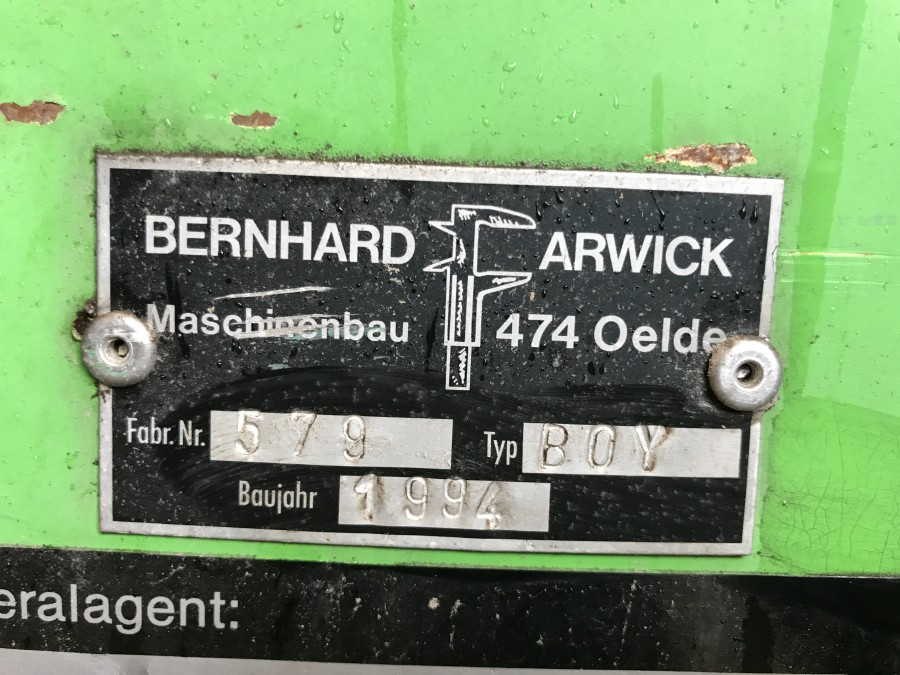 BERNHARD ARWICK
Maschinenbau 474 Oelde
Fabr. Nr. 579 Typ BOY
Baujahr 1994
eralagent: